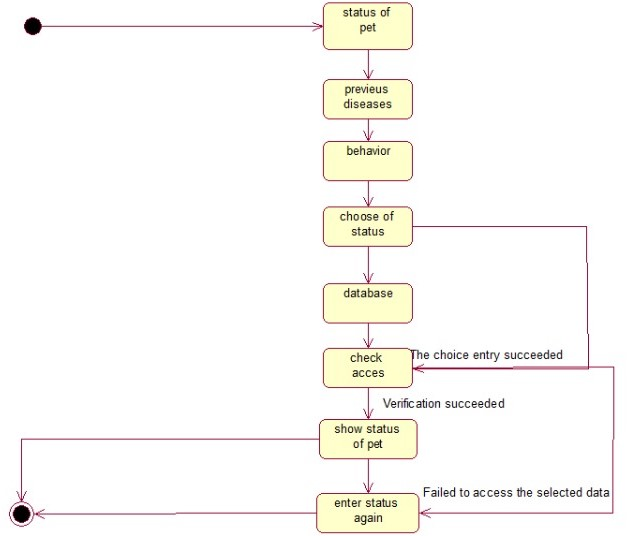 status of
pet
previeus
diseases
behavior
choose of
status
database
check
acces
The choice entry succeeded
Verification succeeded
show status
of pet
Failed to access the selected data
enter status
again